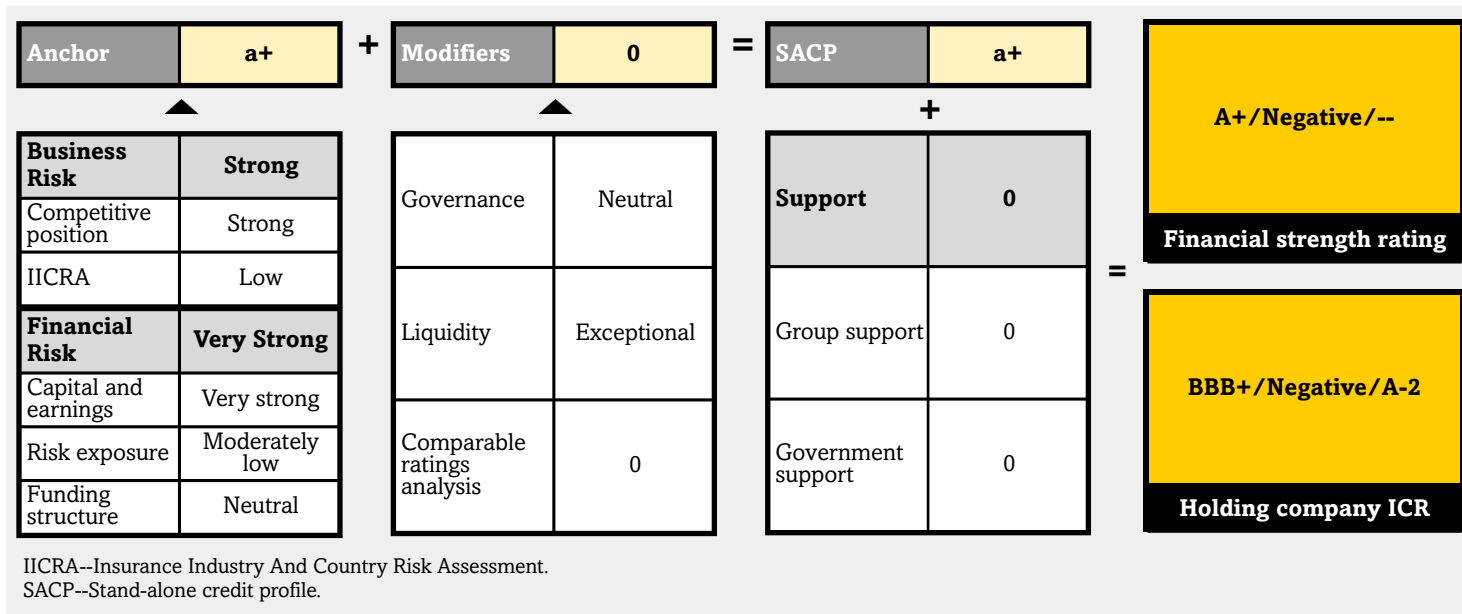 Anchor a+ + Modifiers 0 = SACP a+
+
Business
Risk
Strong
Competitive
position
Strong
IICRA Low
Financial
Risk
Very Strong
Capital and
earnings
Very strong
Risk exposure
Moderately
low
Funding
structure
Neutral
Governance Neutral
Liquidity Exceptional
Comparable
ratings
analysis
0
Support 0
Group support 0
Government
support
0
=
A+/Negative/--
Financial strength rating
BBB+/Negative/A-2
Holding company ICR
IICRA--Insurance Industry And Country Risk Assessment.
SACP--Stand-alone credit profile.